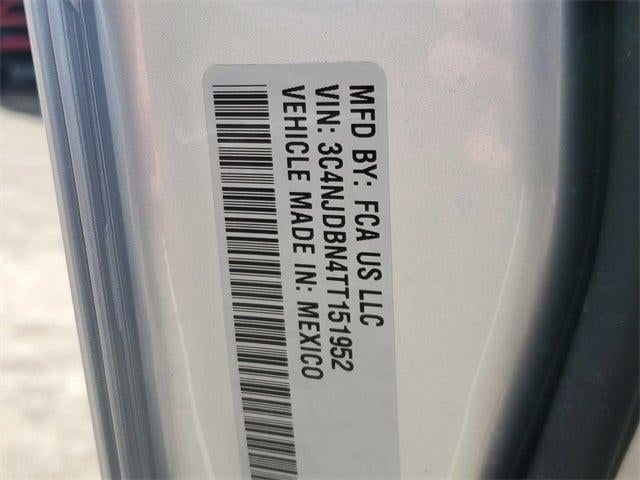 MFD BY: FCA US LLC
VIN: 3C4NJDBN4TT151952
VEHICLE MADE IN: MEXICO